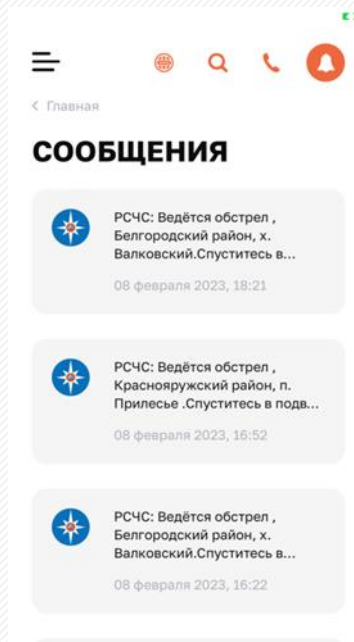 Главная
СООБЩЕНИЯ
РСЧС: Ведётся обстрел ,
Белгородский район, х.
Валковский.Спуститесь в...
08 февраля 2023, 18:21
РСЧС: Ведётся обстрел ,
Краснояружский район, п.
Прилесье .Спуститесь в подв...
08 февраля 2023, 16:52
РСЧС: Ведётся обстрел ,
Белгородский район, х.
Валковский.Спуститесь в...
08 февраля 2023, 16:22